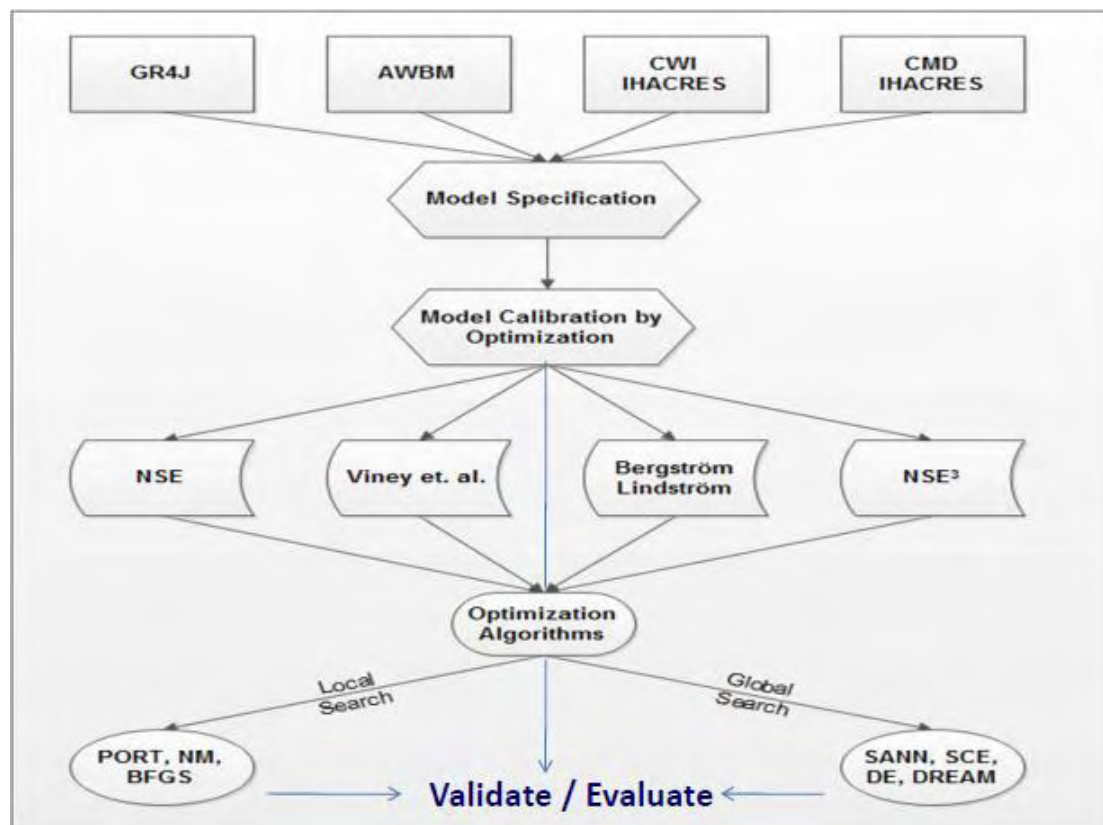 GR4J
AWBM
CWI
IHACRES
CMD
IHACRES
Model Specification
Model Calibration by
Optimization
NSE
Viney et. al.
Bergström
Lindström
NSE³
Optimization
Algorithms
Local
Search
Global
Search
PORT, NM,
BFGS
SANN, SCE,
DE, DREAM
Validate / Evaluate